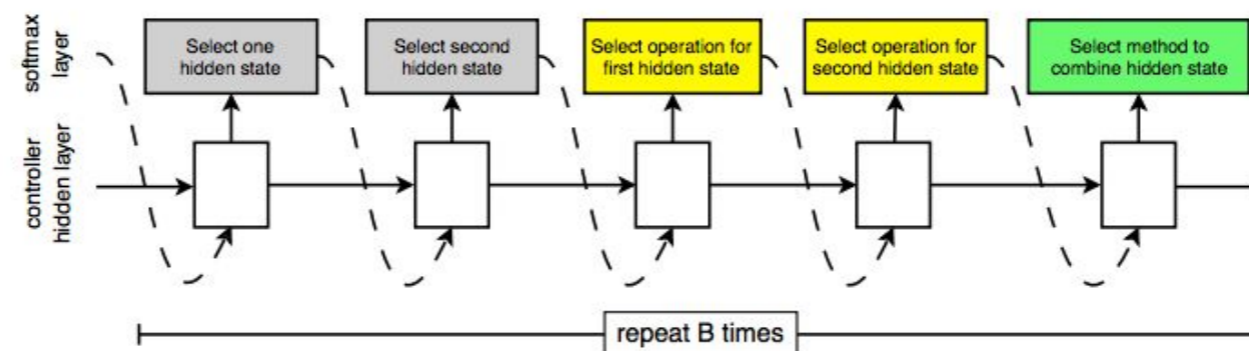 softmax
layer
Select one
hidden state
Select second
hidden state
Select operation for
first hidden state
Select operation for
second hidden state
Select method to
combine hidden state
controller
hidden layer
repeat B times